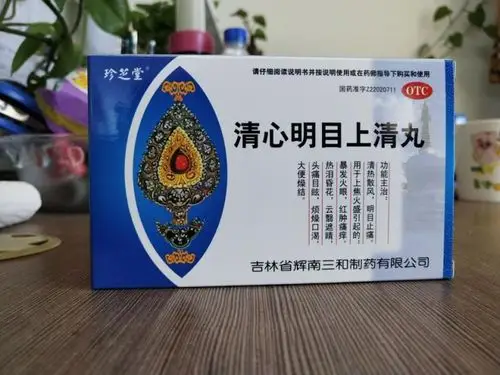 珍芝堂®
请仔细阅读说明书并按说明使用或在药师指导下购买和使用
国药准字Z22020711
OTC
清心明目上清丸
功能主治：
清热散风，明目止痛。
用于上焦火盛引起的：
暴发火眼，红肿痛痒，
热泪昏花，云翳遮睛，
头痛目眩，烦燥口渴，
大便燥结。
吉林省辉南三和制药有限公司